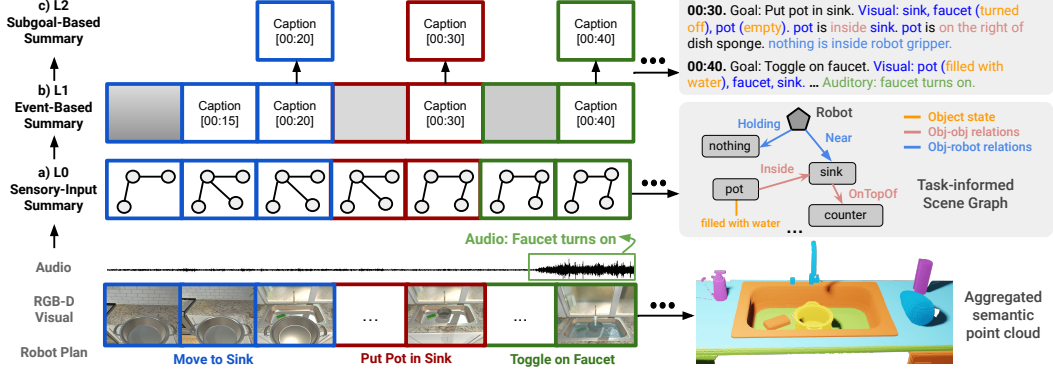 c) L2
Subgoal-Based
Summary
Caption
[00:20]
Caption
[00:30]
Caption
[00:40]
...
00:30. Goal: Put pot in sink. Visual: sink, faucet (turned
off), pot (empty). pot is inside sink. pot is on the right of
dish sponge. nothing is inside robot gripper.
00:40. Goal: Toggle on faucet. Visual: pot (filled with
water), faucet, sink. ... Auditory: faucet turns on.
b) L1
Event-Based
Summary
Caption
[00:15]
Caption
[00:20]
Caption
[00:30]
Caption
[00:40]
a) L0
Sensory-Input
Summary
...
Robot
Holding
Near
nothing
Inside
sink
pot
OnTopOf
counter
filled with water
...
Object state
Obj-obj relations
Obj-robot relations
Task-informed
Scene Graph
Audio: Faucet turns on
Audio
RGB-D
Visual
...
...
...
Aggregated
semantic
point cloud
Robot Plan
Move to Sink
Put Pot in Sink
Toggle on Faucet